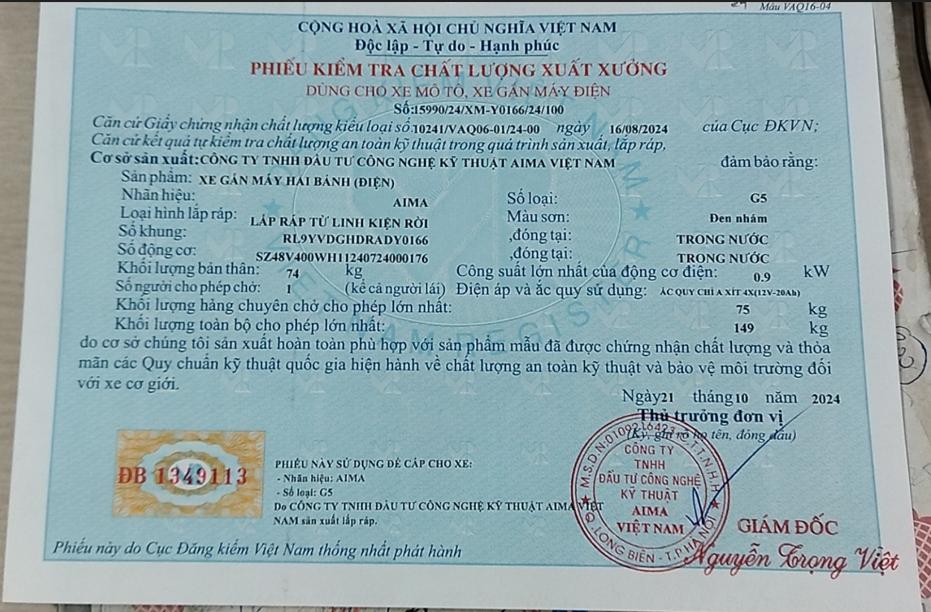 Mẫu VAQ16-04
CỘNG HOÀ XÃ HỘI CHỦ NGHĨA VIỆT NAM
Độc lập - Tự do - Hạnh phúc
PHIẾU KIỂM TRA CHẤT LƯỢNG XUẤT XƯỞNG
DÙNG CHO XE MÔ TÔ, XE GẮN MÁY ĐIỆN
Số:15990/24/XM-Y0166/24/100
Căn cứ Giấy chứng nhận chất lượng kiểu loại số 10241/VAQ06-01/24-00 ngày 16/08/2024 của Cục ĐKVN;
Căn cứ kết quả tự kiểm tra chất lượng an toàn kỹ thuật trong quá trình sản xuất, lắp ráp,
Cơ sở sản xuất: CÔNG TY TNHH ĐẦU TƯ CÔNG NGHỆ KỸ THUẬT AIMA VIỆT NAM đảm bảo rằng:
Sản phẩm: XE GẮN MÁY HAI BÁNH (ĐIỆN)
Nhãn hiệu: AIMA Số loại: G5
Loại hình lắp ráp: LẮP RÁP TỪ LINH KIỆN RỜI Màu sơn: Đen nhám
Số khung: RL9YVDGHDRADY0166 ,đóng tại: TRONG NƯỚC
Số động cơ: SZ48V400WH11240724000176 ,đóng tại: TRONG NƯỚC
Khối lượng bản thân: 74 kg Công suất lớn nhất của động cơ điện: 0.9 kW
Số người cho phép chở: 1 (kể cả người lái) Điện áp và ắc quy sử dụng: ÁC QUY CHÌ A XÍT 4X(12V-20Ah)
Khối lượng hàng chuyên chở cho phép lớn nhất: 75 kg
Khối lượng toàn bộ cho phép lớn nhất: 149 kg
do cơ sở chúng tôi sản xuất hoàn toàn phù hợp với sản phẩm mẫu đã được chứng nhận chất lượng và thỏa
mãn các Quy chuẩn kỹ thuật quốc gia hiện hành về chất lượng an toàn kỹ thuật và bảo vệ môi trường đối
với xe cơ giới.
Ngày 21 tháng 10 năm 2024
Thủ trưởng đơn vị
(Ký, ghi rõ họ tên, đóng dấu)
ĐB 1349113
PHIẾU NÀY SỬ DỤNG ĐỂ CẤP CHO XE:
- Nhãn hiệu: AIMA
- Số loại: G5
Do CÔNG TY TNHH ĐẦU TƯ CÔNG NGHỆ KỸ THUẬT AIMA VIỆT
NAM sản xuất lắp ráp.
M.S.D.N:0109216423-C.T.T.N.H.H
CÔNG TY
TNHH
ĐẦU TƯ CÔNG NGHỆ
KỸ THUẬT
AIMA
VIỆT NAM
Q. LONG BIÊN - T.P HÀ NỘI
GIÁM ĐỐC
Nguyễn Trọng Việt
Phiếu này do Cục Đăng kiểm Việt Nam thống nhất phát hành